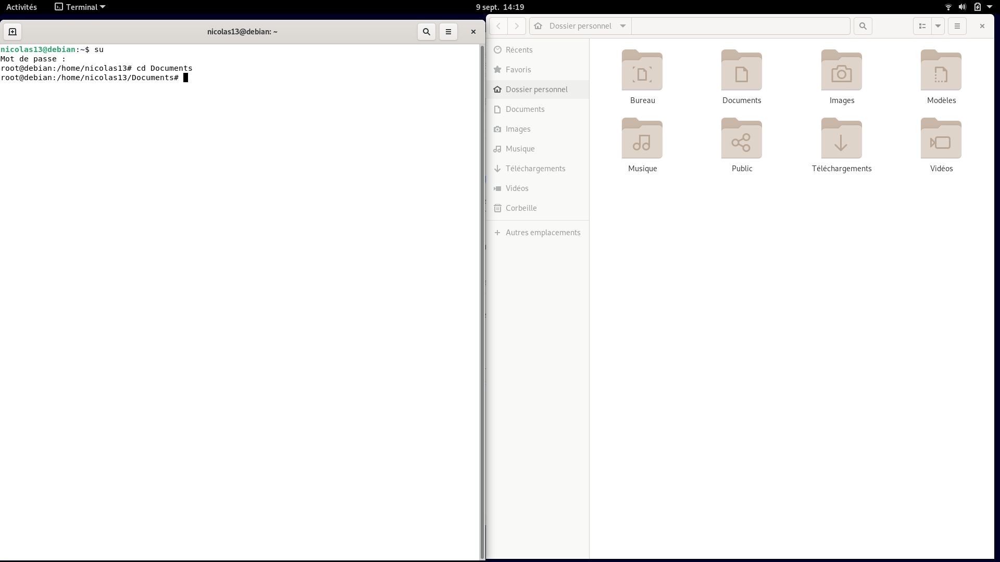 Activités
Terminal
9 sept. 14:19
nicolas13@debian: ~
nicolas13@debian:~$ su
Mot de passe :
root@debian:/home/nicolas13# cd Documents
root@debian:/home/nicolas13/Documents#
Dossier personnel
Récents
Favoris
Dossier personnel
Documents
Images
Musique
Téléchargements
Vidéos
Corbeille
Autres emplacements
Bureau
Documents
Images
Modèles
Musique
Public
Téléchargements
Vidéos